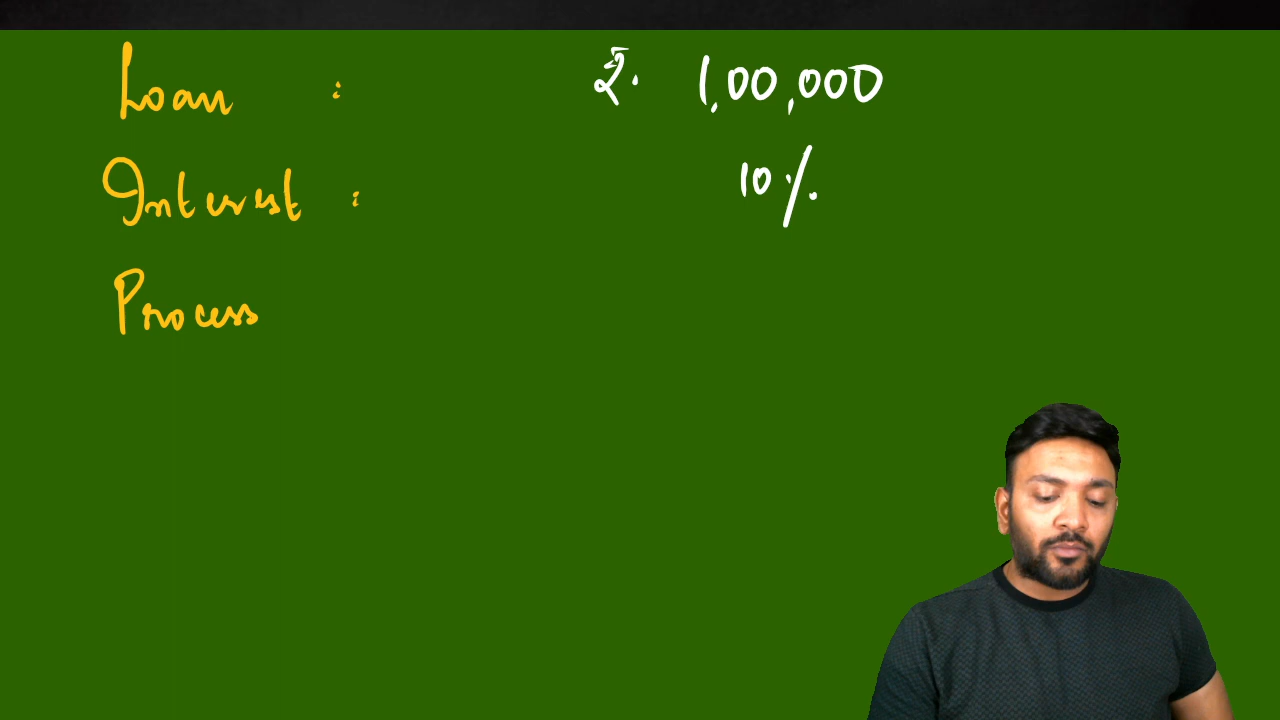 Loan : ₹. 1,00,000
Interest : 10%.
Process